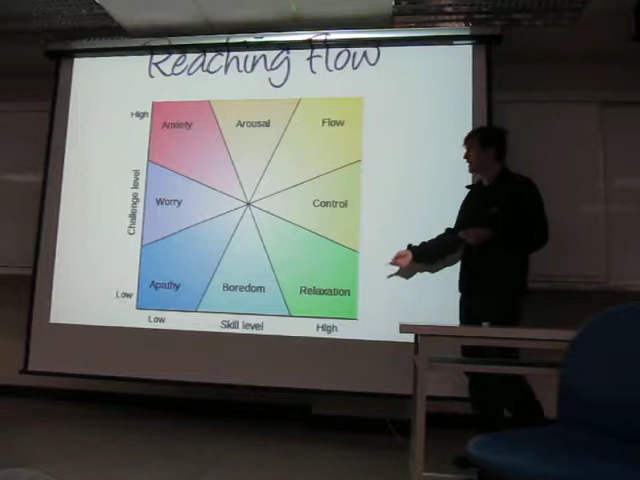 Reaching Flow
High
Anxiety
Arousal
Flow
Challenge level
Worry
Control
Apathy
Boredom
Relaxation
Low
Low
Skill level
High